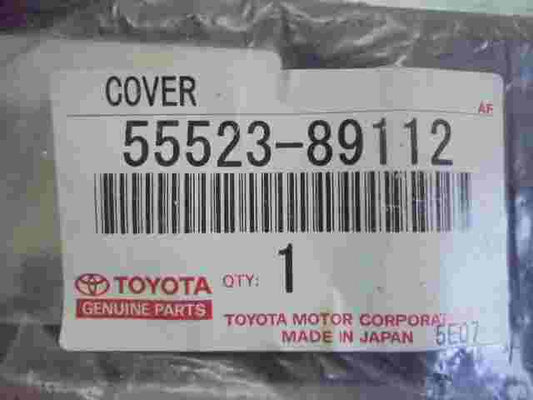 COVER
AF
55523-89112
TOYOTA QTY: 1
GENUINE PARTS
TOYOTA MOTOR CORPORAT
MADE IN JAPAN 5E07